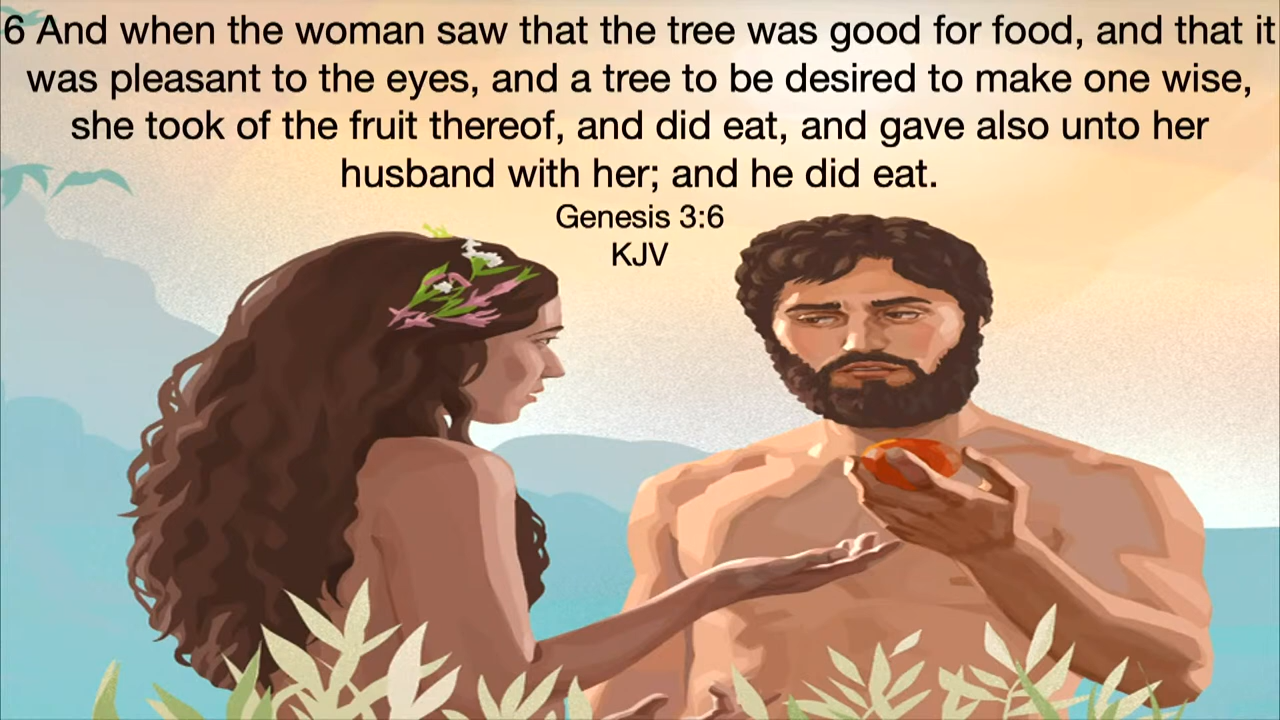 6 And when the woman saw that the tree was good for food, and that it
was pleasant to the eyes, and a tree to be desired to make one wise,
she took of the fruit thereof, and did eat, and gave also unto her
husband with her; and he did eat.
Genesis 3:6
KJV